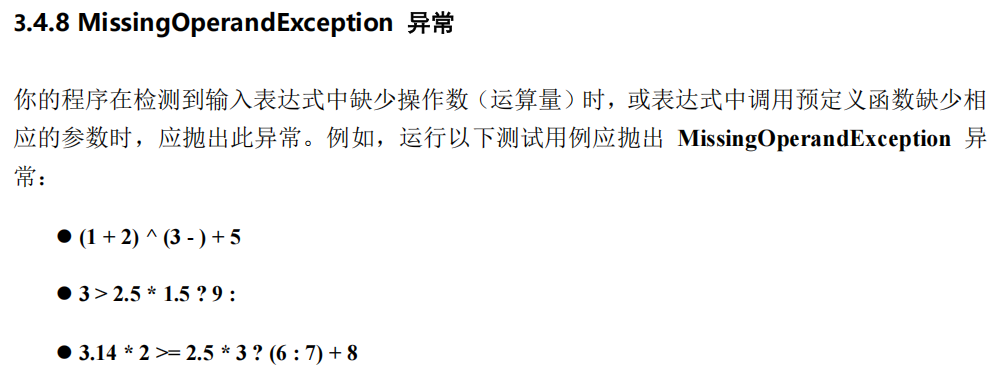 3.4.8 MissingOperandException 异常
你的程序在检测到输入表达式中缺少操作数（运算量）时，或表达式中调用预定义函数缺少相
应的参数时，应抛出此异常。例如，运行以下测试用例应抛出 MissingOperandException 异
常：
● (1 + 2) ^ (3 - ) + 5
● 3 > 2.5 * 1.5 ? 9 :
● 3.14 * 2 >= 2.5 * 3 ? (6 : 7) + 8